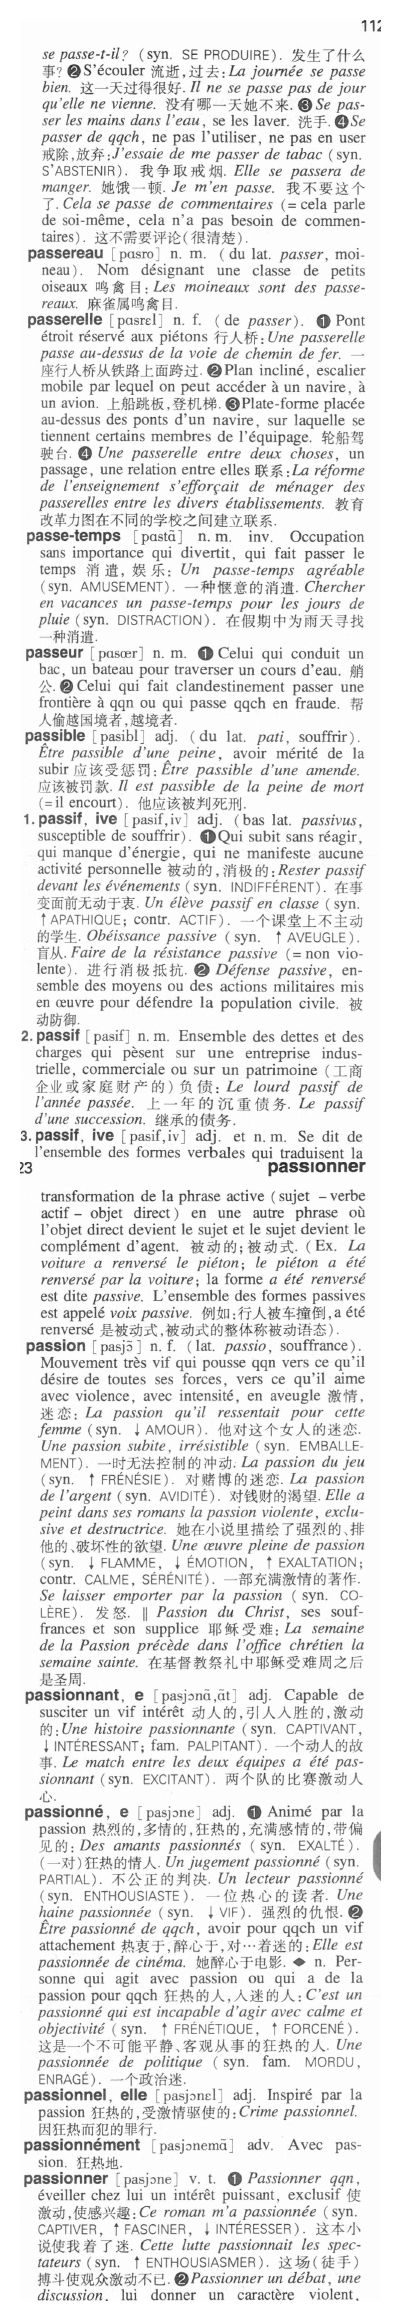 112
se passe-t-il? (syn. SE PRODUIRE). 发生了什么
事? ❷S'écouler 流逝,过去:La journée se passe
bien. 这一天过得很好. Il ne se passe pas de jour
qu'elle ne vienne. 没有哪一天她不来. ❸Se pas-
ser les mains dans l'eau, se les laver. 洗手. ❹Se
passer de qqch, ne pas l'utiliser, ne pas en user
戒除,放弃:J'essaie de me passer de tabac (syn.
S'ABSTENIR). 我争取戒烟. Elle se passera de
manger. 她饿一顿. Je m'en passe. 我不要这个
了. Cela se passe de commentaires (= cela parle
de soi-même, cela n'a pas besoin de commen-
taires). 这不需要评论(很清楚).
passereau [pɑsro] n. m. (du lat. passer, moi-
neau). Nom désignant une classe de petits
oiseaux 鸣禽目: Les moineaux sont des passe-
reaux. 麻雀属鸣禽目.
passerelle [pɑsrɛl] n. f. (de passer). ❶ Pont
étroit réservé aux piétons 行人桥:Une passerelle
passe au-dessus de la voie de chemin de fer. 一
座行人桥从铁路上面跨过. ❷Plan incliné, escalier
mobile par lequel on peut accéder à un navire, à
un avion. 上船跳板,登机梯. ❸Plate-forme placée
au-dessus des ponts d'un navire, sur laquelle se
tiennent certains membres de l'équipage. 轮船驾
驶台. ❹ Une passerelle entre deux choses, un
passage, une relation entre elles 联系:La réforme
de l'enseignement s'efforçait de ménager des
passerelles entre les divers établissements. 教育
改革力图在不同的学校之间建立联系.
passe-temps [pɑstɑ̃] n. m. inv. Occupation
sans importance qui divertit, qui fait passer le
temps 消遣,娱乐: Un passe-temps agréable
(syn. AMUSEMENT). 一种惬意的消遣. Chercher
en vacances un passe-temps pour les jours de
pluie (syn. DISTRACTION). 在假期中为雨天寻找
一种消遣.
passeur [pɑsœr] n. m. ❶ Celui qui conduit un
bac, un bateau pour traverser un cours d'eau. 艄
公. ❷ Celui qui fait clandestinement passer une
frontière à qqn ou qui passe qqch en fraude. 帮
人偷越国境者,越境者.
passible [pasibl] adj. (du lat. pati, souffrir).
Être passible d'une peine, avoir mérité de la
subir 应该受惩罚: Être passible d'une amende.
应该被罚款. Il est passible de la peine de mort
(= il encourt). 他应该被判死刑.
1. passif, ive [pasif,iv] adj. (bas lat. passivus,
susceptible de souffrir). ❶Qui subit sans réagir,
qui manque d'énergie, qui ne manifeste aucune
activité personnelle 被动的,消极的:Rester passif
devant les événements (syn. INDIFFÉRENT). 在事
变面前无动于衷. Un élève passif en classe (syn.
↑APATHIQUE; contr. ACTIF). 一个课堂上不主动
的学生. Obéissance passive (syn. ↑AVEUGLE).
盲从. Faire de la résistance passive (= non vio-
lente). 进行消极抵抗. ❷ Défense passive, en-
semble des moyens ou des actions militaires mis
en œuvre pour défendre la population civile. 被
动防御.
2. passif [pasif] n. m. Ensemble des dettes et des
charges qui pèsent sur une entreprise indus-
trielle, commerciale ou sur un patrimoine (工商
企业或家庭财产的) 负债: Le lourd passif de
l'année passée. 上一年的沉重债务. Le passif
d'une succession. 继承的债务.
3. passif, ive [pasif,iv] adj. et n. m. Se dit de
l'ensemble des formes verbales qui traduisent la
23 passionner
transformation de la phrase active (sujet – verbe
actif – objet direct) en une autre phrase où
l'objet direct devient le sujet et le sujet devient le
complément d'agent. 被动的;被动式. (Ex. La
voiture a renversé le piéton; le piéton a été
renversé par la voiture; la forme a été renversé
est dite passive. L'ensemble des formes passives
est appelé voix passive. 例如:行人被车撞倒,a été
renversé 是被动式,被动式的整体称被动语态).
passion [pasjɔ̃] n. f. (lat. passio, souffrance).
Mouvement très vif qui pousse qqn vers ce qu'il
désire de toutes ses forces, vers ce qu'il aime
avec violence, avec intensité, en aveugle 激情,
迷恋: La passion qu'il ressentait pour cette
femme (syn. ↓AMOUR). 他对这个女人的迷恋.
Une passion subite, irrésistible (syn. EMBALLE-
MENT). 一时无法控制的冲动. La passion du jeu
(syn. ↑FRÉNÉSIE). 对赌博的迷恋. La passion
de l'argent (syn. AVIDITÉ). 对钱财的渴望. Elle a
peint dans ses romans la passion violente, exclu-
sive et destructrice. 她在小说里描绘了强烈的、排
他的、破坏性的欲望. Une œuvre pleine de passion
(syn. ↓FLAMME, ↓ÉMOTION, ↑EXALTATION;
contr. CALME, SÉRÉNITÉ). 一部充满激情的著作.
Se laisser emporter par la passion (syn. CO-
LÈRE). 发怒. ‖ Passion du Christ, ses souf-
frances et son supplice 耶稣受难: La semaine
de la Passion précède dans l'office chrétien la
semaine sainte. 在基督教祭礼中耶稣受难周之后
是圣周.
passionnant, e [pasjɔnɑ̃,ɑ̃t] adj. Capable de
susciter un vif intérêt 动人的,引人入胜的,激动
的:Une histoire passionnante (syn. CAPTIVANT,
↓INTÉRESSANT; fam. PALPITANT). 一个动人的故
事. Le match entre les deux équipes a été pas-
sionnant (syn. EXCITANT). 两个队的比赛激动人
心.
passionné, e [pasjɔne] adj. ❶ Animé par la
passion 热烈的,多情的,狂热的,充满感情的,带偏
见的: Des amants passionnés (syn. EXALTÉ).
(一对)狂热的情人. Un jugement passionné (syn.
PARTIAL). 不公正的判决. Un lecteur passionné
(syn. ENTHOUSIASTE). 一位热心的读者. Une
haine passionnée (syn. ↓VIF). 强烈的仇恨. ❷
Être passionné de qqch, avoir pour qqch un vif
attachement 热衷于,醉心于,对…着迷的:Elle est
passionnée de cinéma. 她醉心于电影. ◆ n. Per-
sonne qui agit avec passion ou qui a de la
passion pour qqch 狂热的人,入迷的人:C'est un
passionné qui est incapable d'agir avec calme et
objectivité (syn. ↑FRÉNÉTIQUE, ↑FORCENÉ).
这是一个不可能平静、客观从事的狂热的人. Une
passionnée de politique (syn. fam. MORDU,
ENRAGÉ). 一个政治迷.
passionnel, elle [pasjɔnɛl] adj. Inspiré par la
passion 狂热的,受激情驱使的:Crime passionnel.
因狂热而犯的罪行.
passionnément [pasjɔnemɑ̃] adv. Avec pas-
sion. 狂热地.
passionner [pasjɔne] v. t. ❶ Passionner qqn,
éveiller chez lui un intérêt puissant, exclusif 使
激动,使感兴趣:Ce roman m'a passionnée (syn.
CAPTIVER, ↑FASCINER, ↓INTÉRESSER). 这本小
说使我着了迷. Cette lutte passionnait les spec-
tateurs (syn. ↑ENTHOUSIASMER). 这场(徒手)
搏斗使观众激动不已. ❷Passionner un débat, une
discussion, lui donner un caractère violent,